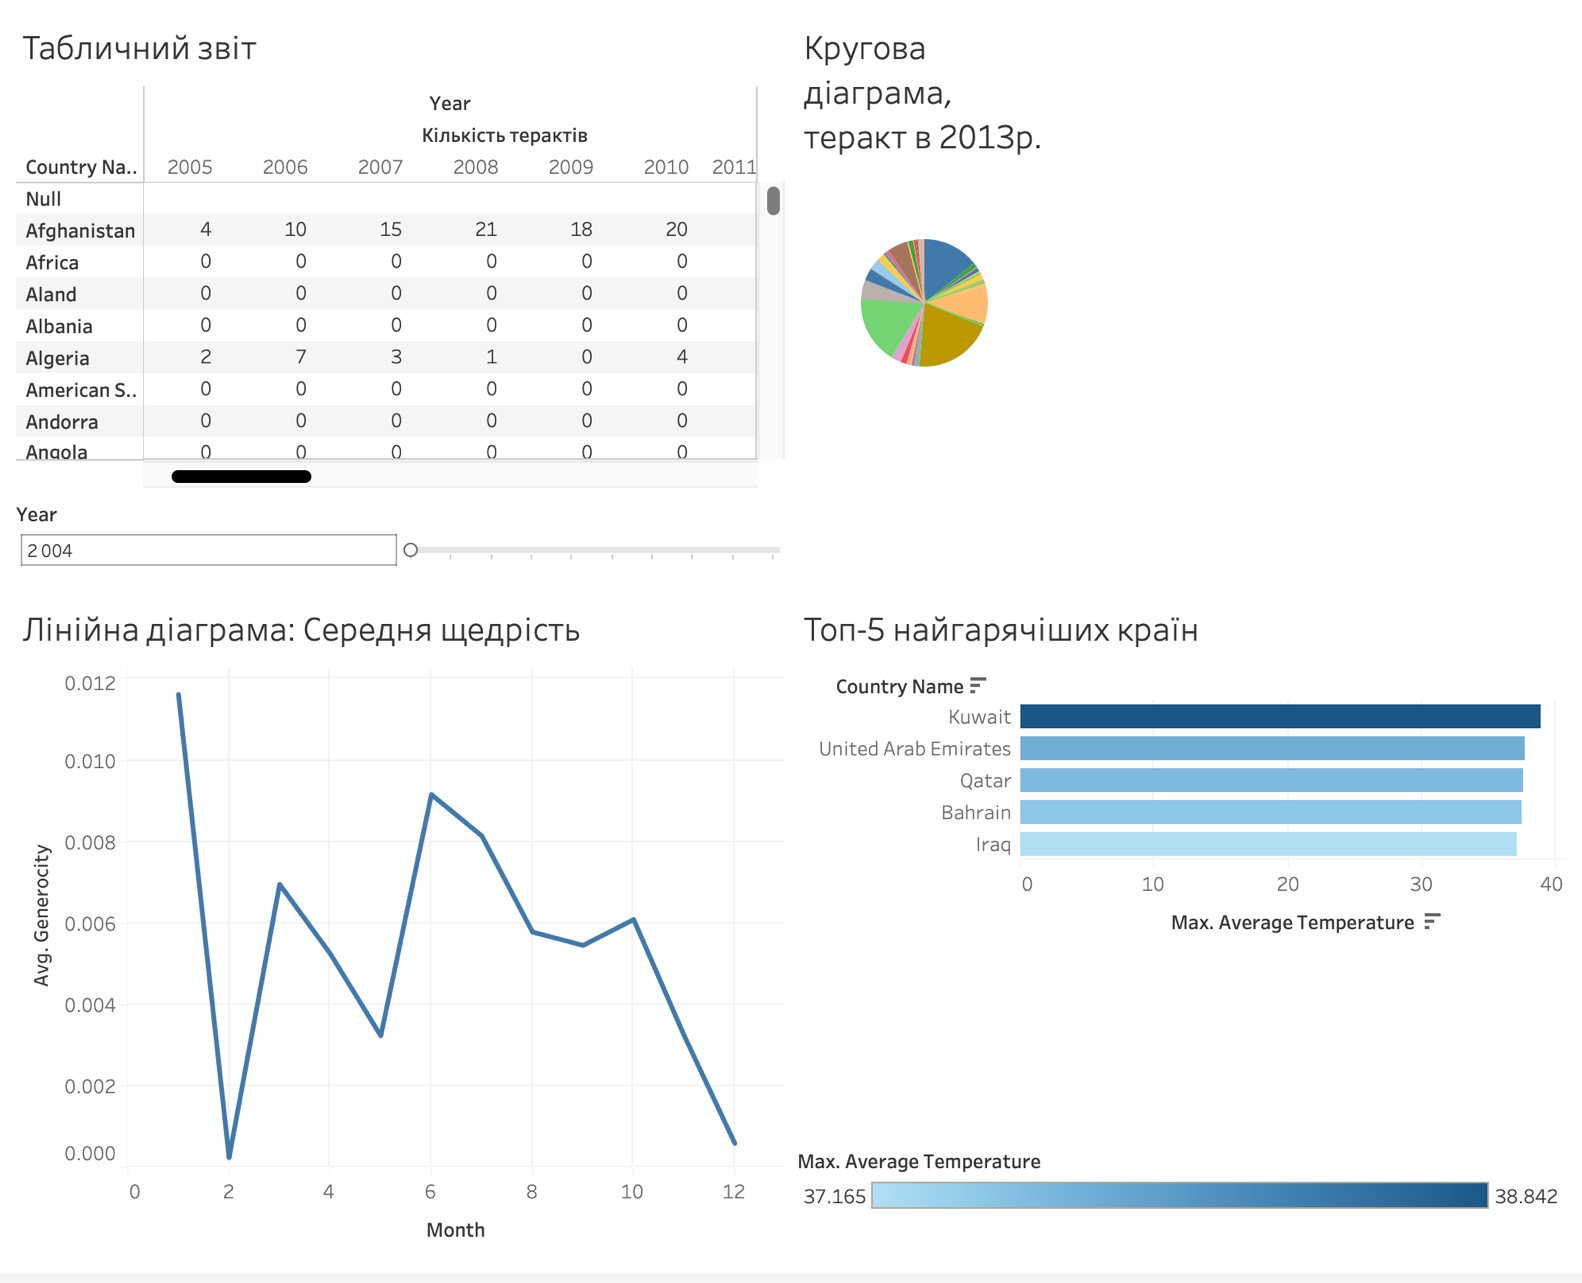 Табличний звіт
Year
Кількість терактів
Country Na.. 2005 2006 2007 2008 2009 2010 2011
Null
Afghanistan 4 10 15 21 18 20
Africa 0 0 0 0 0 0
Aland 0 0 0 0 0 0
Albania 0 0 0 0 0 0
Algeria 2 7 3 1 0 4
American S.. 0 0 0 0 0 0
Andorra 0 0 0 0 0 0
Angola 0 0 0 0 0 0
Year
2 004
Кругова
діаграма,
теракт в 2013р.
Лінійна діаграма: Середня щедрість
Avg. Generocity
0.012
0.010
0.008
0.006
0.004
0.002
0.000
0 2 4 6 8 10 12
Month
Топ-5 найгарячіших країн
Country Name
Kuwait
United Arab Emirates
Qatar
Bahrain
Iraq
0 10 20 30 40
Max. Average Temperature
Max. Average Temperature
37.165 38.842